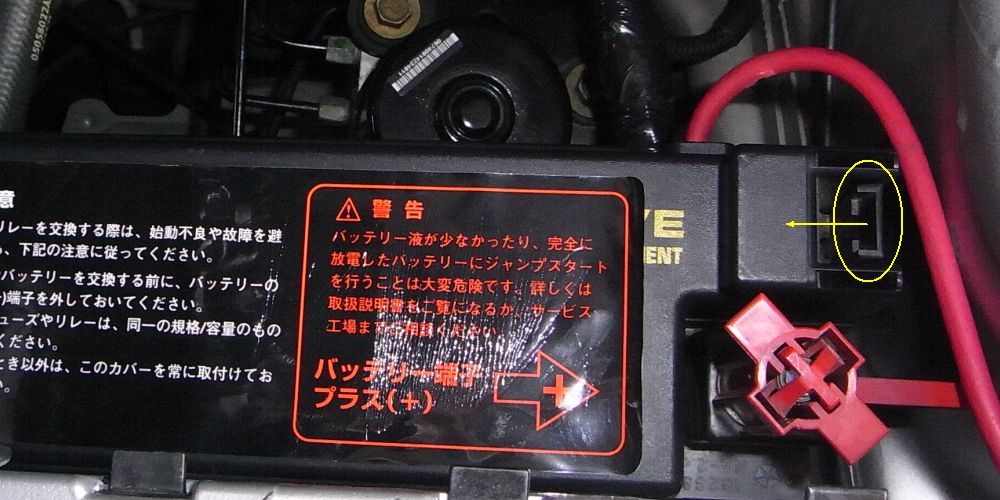 05058022A
意
リレーを交換する際は、始動不良や故障を避
、下記の注意に従ってください。
バッテリーを交換する前に、バッテリーの
)端子を外しておいてください。
ューズやリレーは、同一の規格/容量のもの
ください。
とき以外は、このカバーを常に取付けてお
い。
警告
バッテリー液が少なかったり、完全に
放電したバッテリーにジャンプスタート
を行うことは大変危険です。詳しくは
取扱説明書をご覧になるか、サービス
工場までご相談ください。
バッテリー端子
プラス(+)
+
YE
MENT